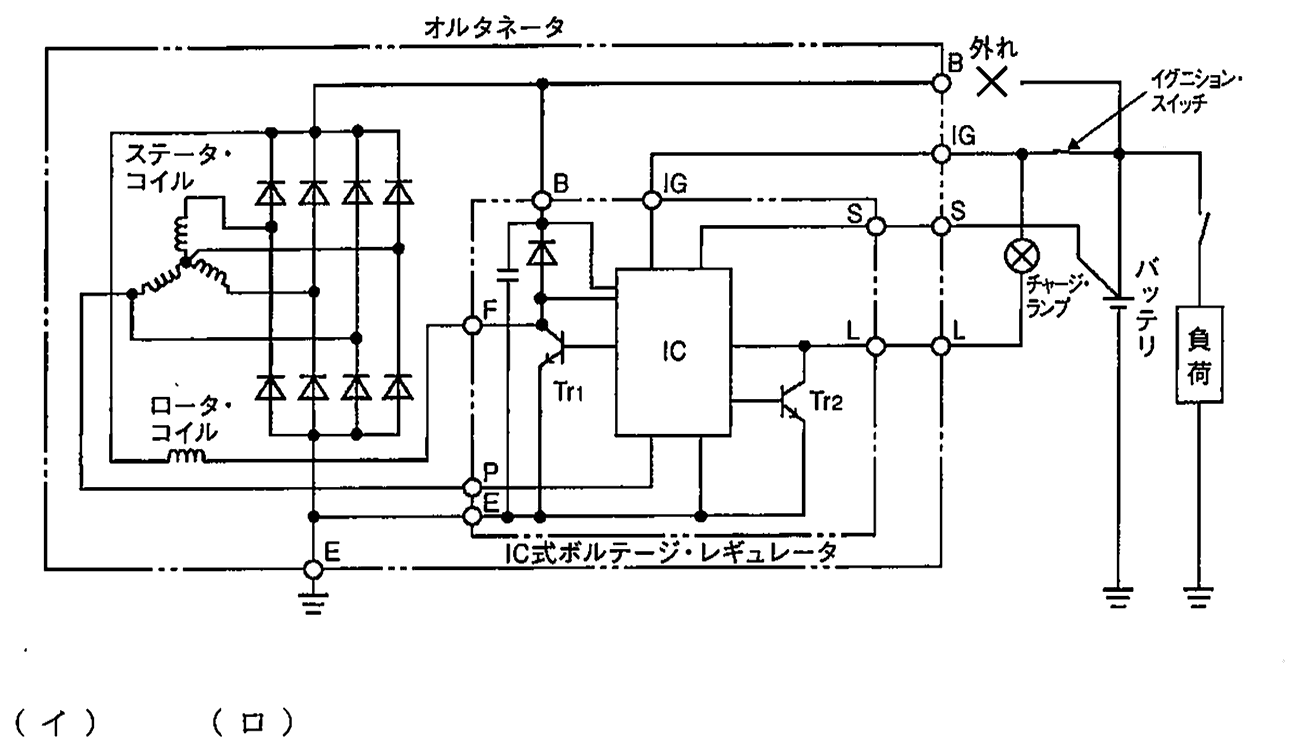 オルタネータ
B
外れ
イグニション・
スイッチ
IG
ステータ・
コイル
B
IG
S
S
チャージ・
ランプ
バッテリ
F
IC
L
L
負荷
Tr1
Tr2
ロータ・
コイル
P
E
IC式ボルテージ・レギュレータ
E
(イ) (ロ)